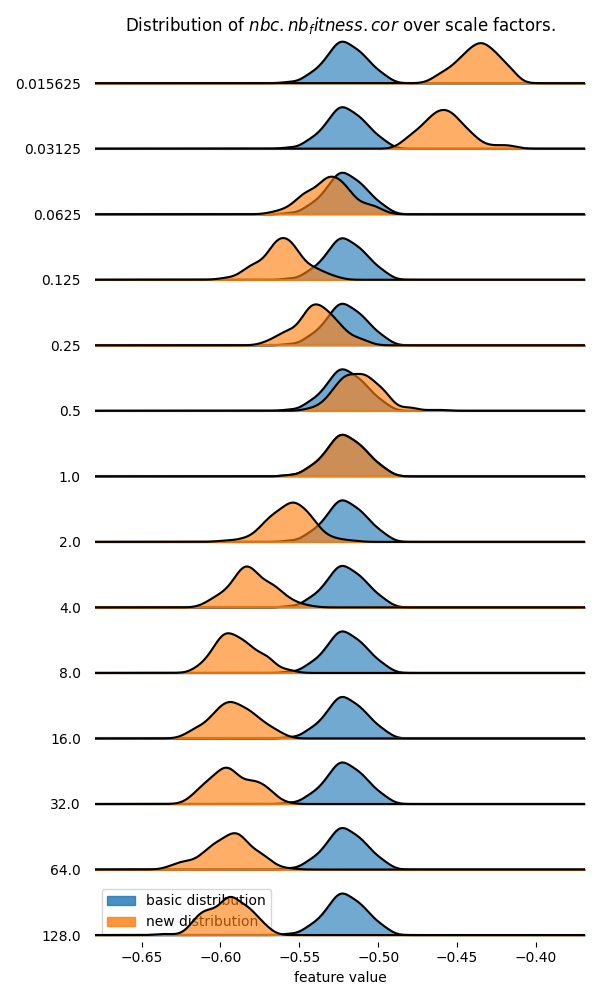 Distribution of nbc.nb_fitness.cor over scale factors.
0.015625
0.03125
0.0625
0.125
0.25
0.5
1.0
2.0
4.0
8.0
16.0
32.0
64.0
128.0
basic distribution
new distribution
−0.65 −0.60 −0.55 −0.50 −0.45 −0.40
feature value